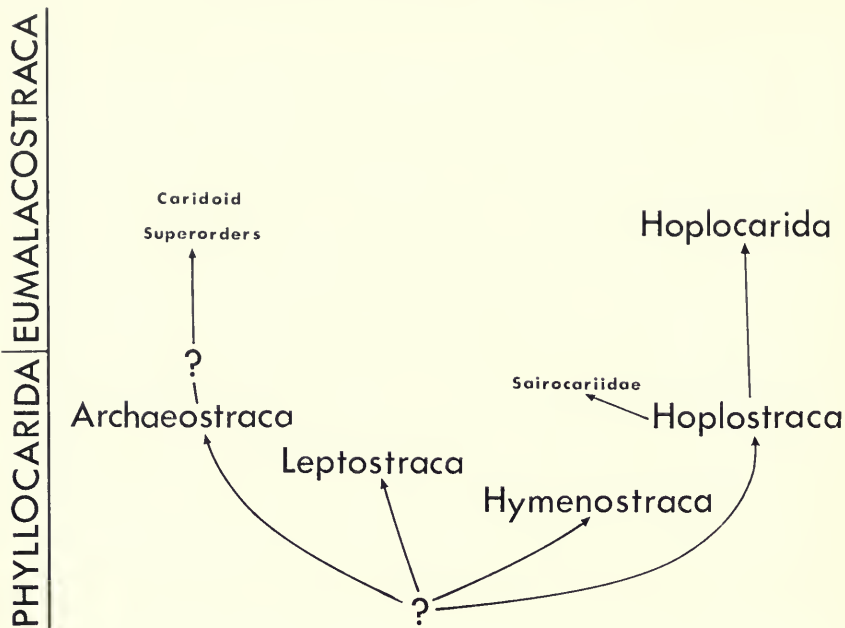 PHYLLOCARIDA | EUMALACOSTRACA
Caridoid
Superorders
Hoplocarida
?
Sairocariidae
Archaeostraca
Hoplostraca
Leptostraca
Hymenostraca
?